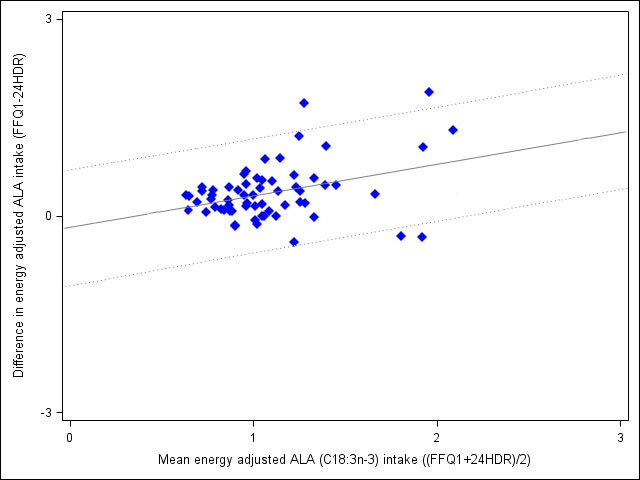 3
0
-3
Difference in energy adjusted ALA intake (FFQ1-24HDR)
0 1 2 3
Mean energy adjusted ALA (C18:3n-3) intake ((FFQ1+24HDR)/2)